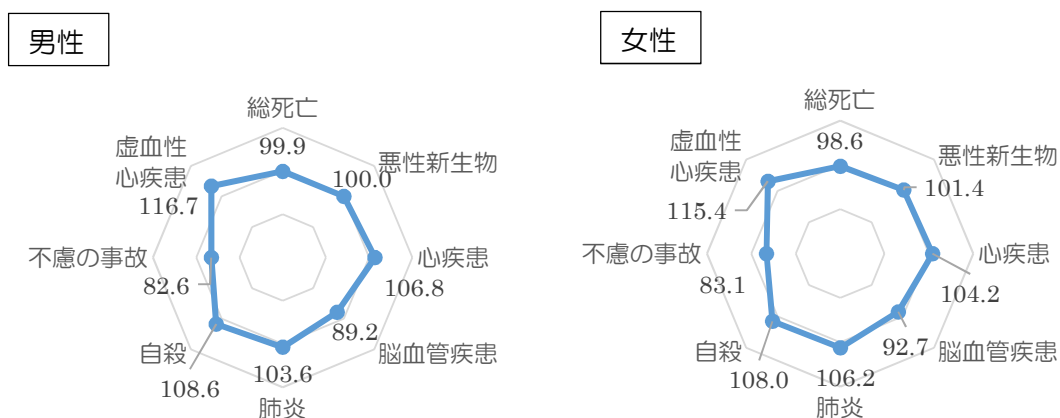 男性
総死亡
99.9
悪性新生物
100.0
心疾患
106.8
脳血管疾患
89.2
肺炎
103.6
自殺
108.6
不慮の事故
82.6
虚血性
心疾患
116.7
女性
総死亡
98.6
悪性新生物
101.4
心疾患
104.2
脳血管疾患
92.7
肺炎
106.2
自殺
108.0
不慮の事故
83.1
虚血性
心疾患
115.4